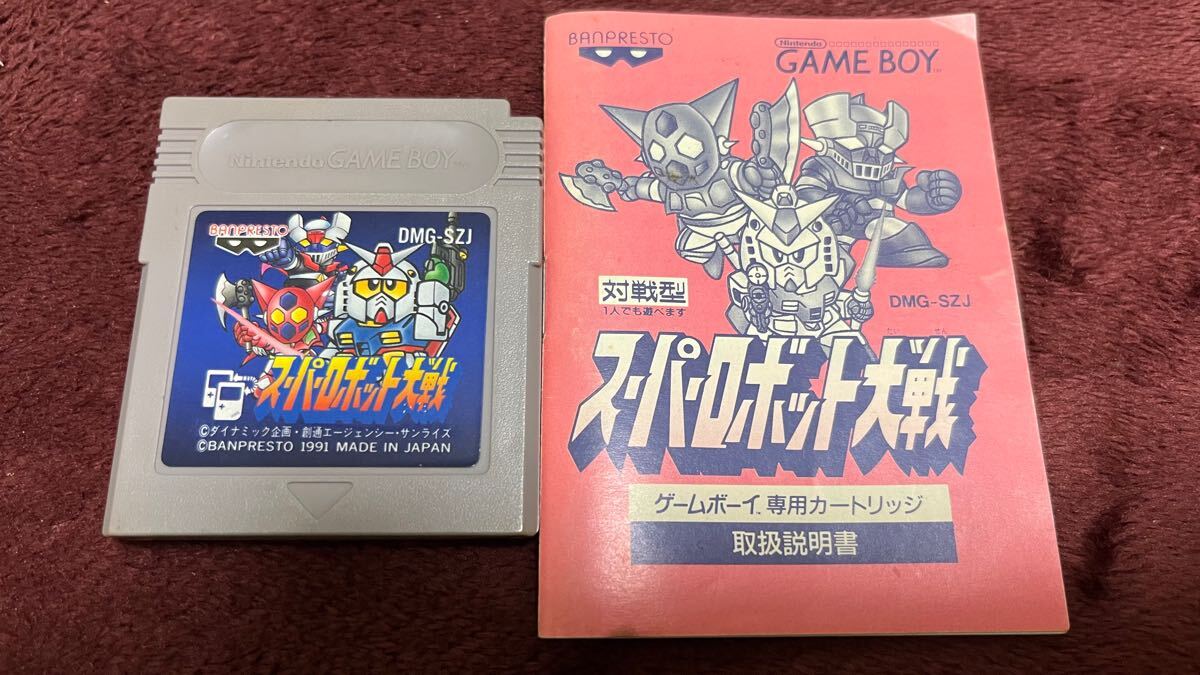 Nintendo GAME BOY TM
BANPRESTO
DMG-SZJ
スーパーロボット大戦
©ダイナミック企画・創通エージェンシー・サンライズ
©BANPRESTO 1991 MADE IN JAPAN
BANPRESTO
Nintendo
GAME BOY TM
対戦型
1人でも遊べます
DMG-SZJ
たい せん
スーパーロボット大戦
ゲームボーイ TM 専用カートリッジ
取扱説明書